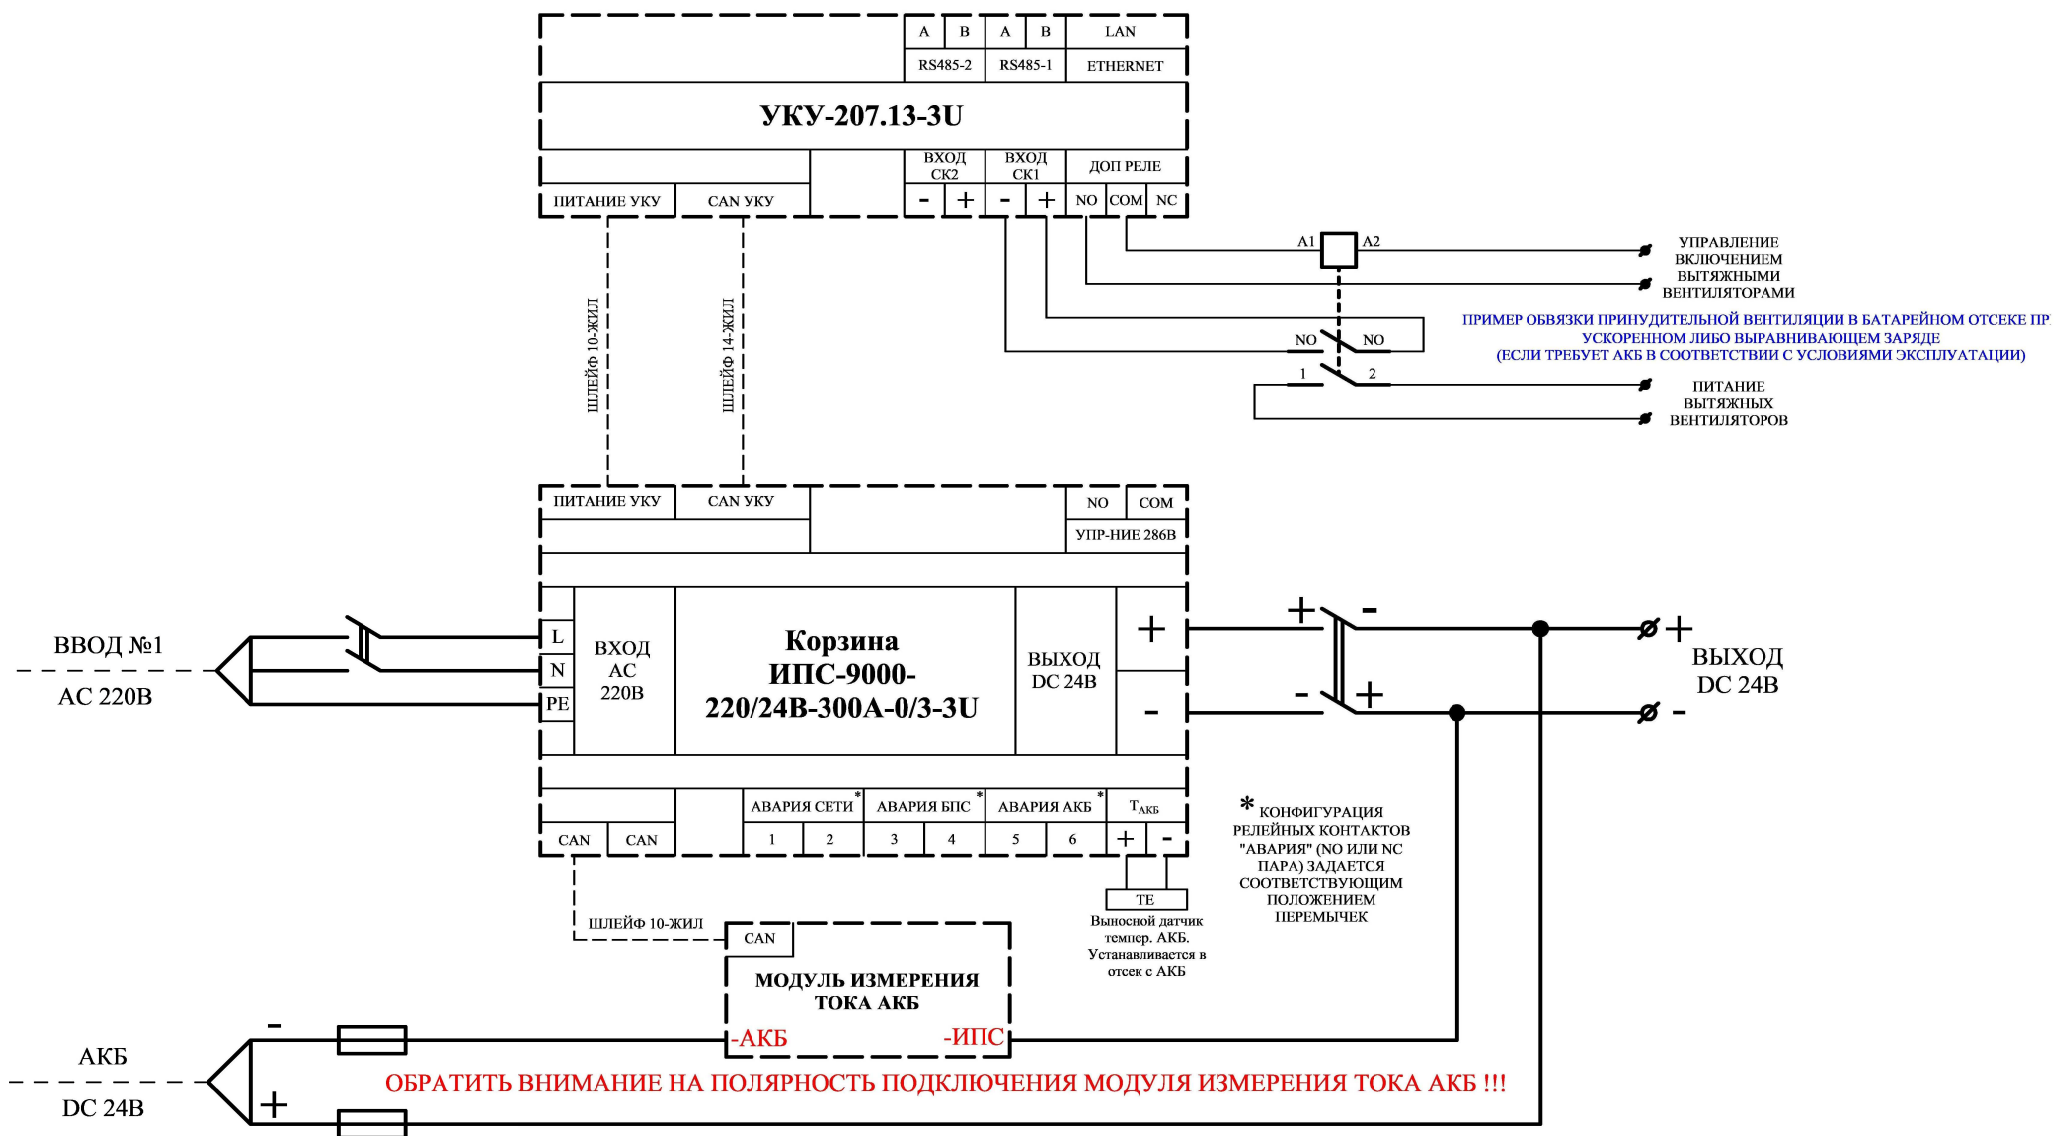 A B A B LAN
RS485-2 RS485-1 ETHERNET
УКУ-207.13-3U
ВХОД СК2 ВХОД СК1 ДОП РЕЛЕ
ПИТАНИЕ УКУ CAN УКУ - + - + NO COM NC
A1 A2
УПРАВЛЕНИЕ
ВКЛЮЧЕНИЕМ
ВЫТЯЖНЫМИ
ВЕНТИЛЯТОРАМИ
ШЛЕЙФ 10-ЖИЛ
ШЛЕЙФ 14-ЖИЛ
ПРИМЕР ОБВЯЗКИ ПРИНУДИТЕЛЬНОЙ ВЕНТИЛЯЦИИ В БАТАРЕЙНОМ ОТСЕКЕ ПР
УСКОРЕННОМ ЛИБО ВЫРАВНИВАЮЩЕМ ЗАРЯДЕ
(ЕСЛИ ТРЕБУЕТ АКБ В СООТВЕТСТВИИ С УСЛОВИЯМИ ЭКСПЛУАТАЦИИ)
NO NO
1 2
ПИТАНИЕ
ВЫТЯЖНЫХ
ВЕНТИЛЯТОРОВ
ПИТАНИЕ УКУ CAN УКУ NO COM
УПР-НИЕ 286В
ВВОД №1
AC 220В
L
N
PE
ВХОД
AC
220В
Корзина
ИПС-9000-
220/24В-300А-0/3-3U
ВЫХОД
DC 24В
+
-
+ -
- +
+
ВЫХОД
DC 24В
-
АВАРИЯ СЕТИ * АВАРИЯ БПС * АВАРИЯ АКБ * TАКБ
CAN CAN 1 2 3 4 5 6 + -
* КОНФИГУРАЦИЯ
РЕЛЕЙНЫХ КОНТАКТОВ
"АВАРИЯ" (NO ИЛИ NC
ПАРА) ЗАДАЕТСЯ
СООТВЕТСТВУЮЩИМ
ПОЛОЖЕНИЕМ
ПЕРЕМЫЧЕК
TE
Выносной датчик
темпер. АКБ.
Устанавливается в
отсек с АКБ
ШЛЕЙФ 10-ЖИЛ
CAN
МОДУЛЬ ИЗМЕРЕНИЯ
ТОКА АКБ
-АКБ -ИПС
АКБ
DC 24В
-
+
ОБРАТИТЬ ВНИМАНИЕ НА ПОЛЯРНОСТЬ ПОДКЛЮЧЕНИЯ МОДУЛЯ ИЗМЕРЕНИЯ ТОКА АКБ !!!